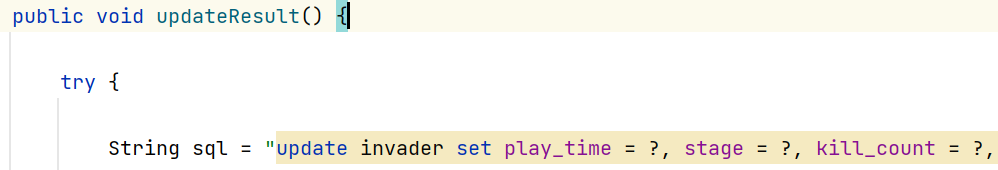 public void updateResult() {
try {
String sql = "update invader set play_time = ?, stage = ?, kill_count = ?,